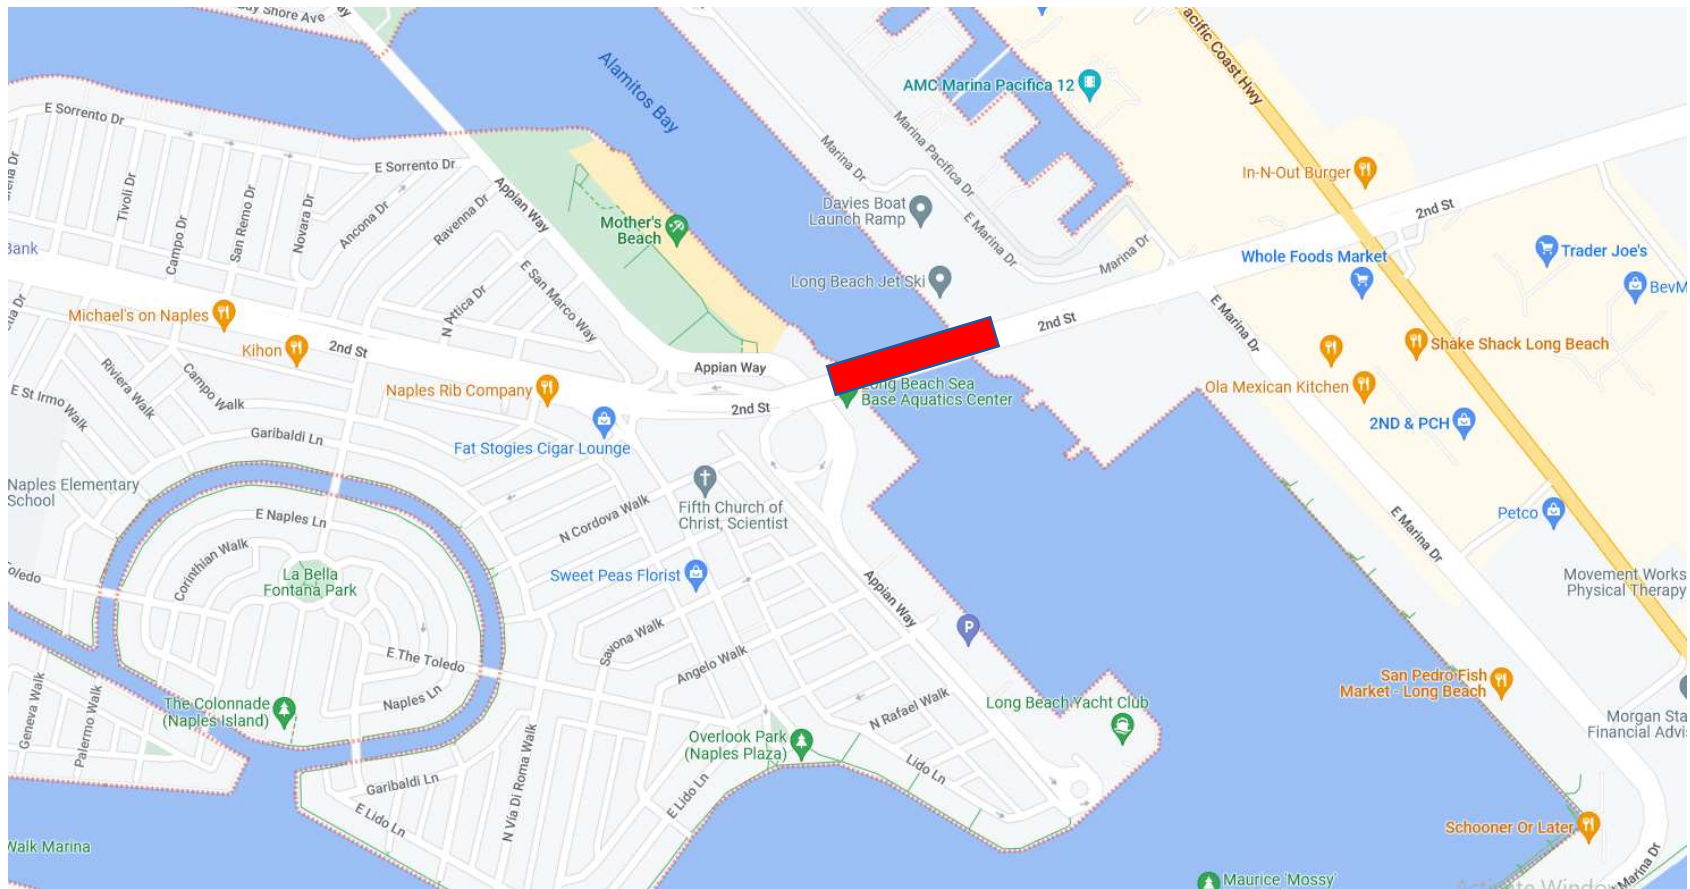 ay Shore Ave
Alamitos Bay
AMC Marina Pacifica 12
Pacific Coast Hwy
E Sorrento Dr
E Sorrento Dr
Tivoli Dr
Campo Dr
San Remo Dr
Novara Dr
Ancona Dr
Ravenna Dr
Appian Way
Marina Dr
Marina Pacifica Dr
E Marina Dr
Marina Dr
In-N-Out Burger
2nd St
Davies Boat
Launch Ramp
Mother's
Beach
Bank
Whole Foods Market
Trader Joe's
BevM
Long Beach Jet Ski
E San Marco Way
N Attica Dr
Michael's on Naples
Kihon
2nd St
2nd St
E Marina Dr
Shake Shack Long Beach
Riviera Walk
Campo Walk
E St Irmo Walk
Appian Way
Naples Rib Company
2nd St
Long Beach Sea
Base Aquatics Center
Ola Mexican Kitchen
2ND & PCH
Garibaldi Ln
Fat Stogies Cigar Lounge
Naples Elementary
School
Fifth Church of
Christ, Scientist
N Cordova Walk
E Naples Ln
Corinthian Walk
Petco
E Marina Dr
La Bella
Fontana Park
Toledo
Sweet Peas Florist
Appian Way
P
Movement Works
Physical Therapy
Savona Walk
E The Toledo
Angelo Walk
Naples Ln
San Pedro Fish
Market - Long Beach
Geneva Walk
Palermo Walk
The Colonnade
(Naples Island)
N Rafael Walk
Long Beach Yacht Club
Morgan Sta
Financial Advis
Overlook Park
(Naples Plaza)
Lido Ln
N Via Di Roma Walk
Garibaldi Ln
E Lido Ln
E Lido Ln
Schooner Or Later
Walk Marina
Maurice 'Mossy'
Marina Dr